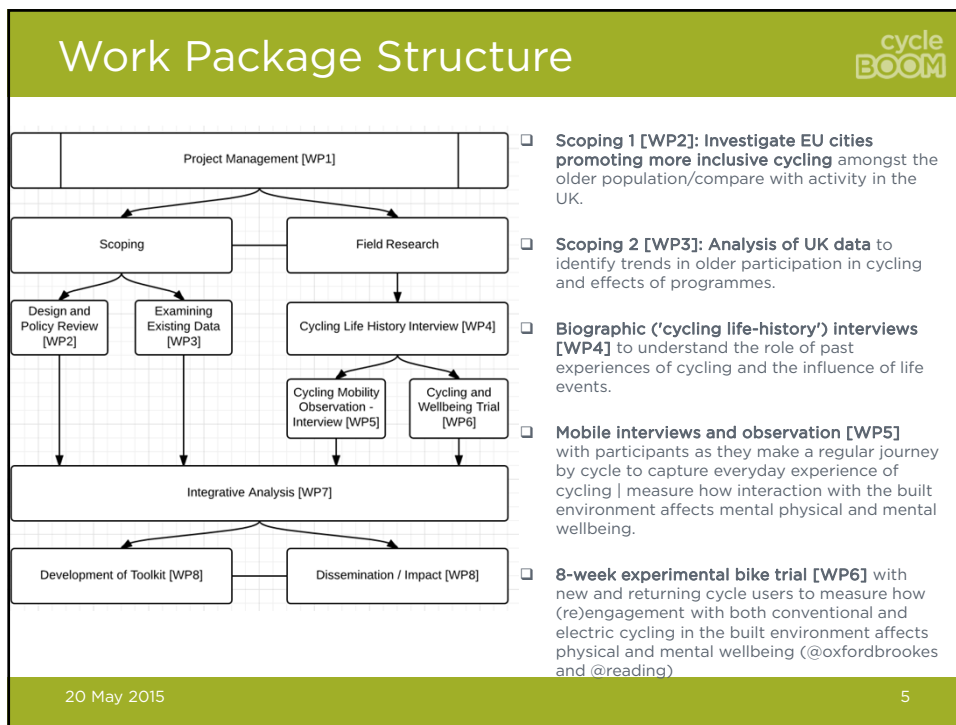 Work Package Structure
cycle
BOOM
Project Management [WP1]
Scoping
Field Research
Design and
Policy Review
[WP2]
Examining
Existing Data
[WP3]
Cycling Life History Interview [WP4]
Cycling Mobility
Observation -
Interview [WP5]
Cycling and
Wellbeing Trial
[WP6]
Integrative Analysis [WP7]
Development of Toolkit [WP8]
Dissemination / Impact [WP8]
❑ Scoping 1 [WP2]: Investigate EU cities
promoting more inclusive cycling amongst the
older population/compare with activity in the
UK.
❑ Scoping 2 [WP3]: Analysis of UK data to
identify trends in older participation in cycling
and effects of programmes.
❑ Biographic ('cycling life-history') interviews
[WP4] to understand the role of past
experiences of cycling and the influence of life
events.
❑ Mobile interviews and observation [WP5]
with participants as they make a regular journey
by cycle to capture everyday experience of
cycling | measure how interaction with the built
environment affects mental physical and mental
wellbeing.
❑ 8-week experimental bike trial [WP6] with
new and returning cycle users to measure how
(re)engagement with both conventional and
electric cycling in the built environment affects
physical and mental wellbeing (@oxfordbrookes
and @reading)
20 May 2015
5